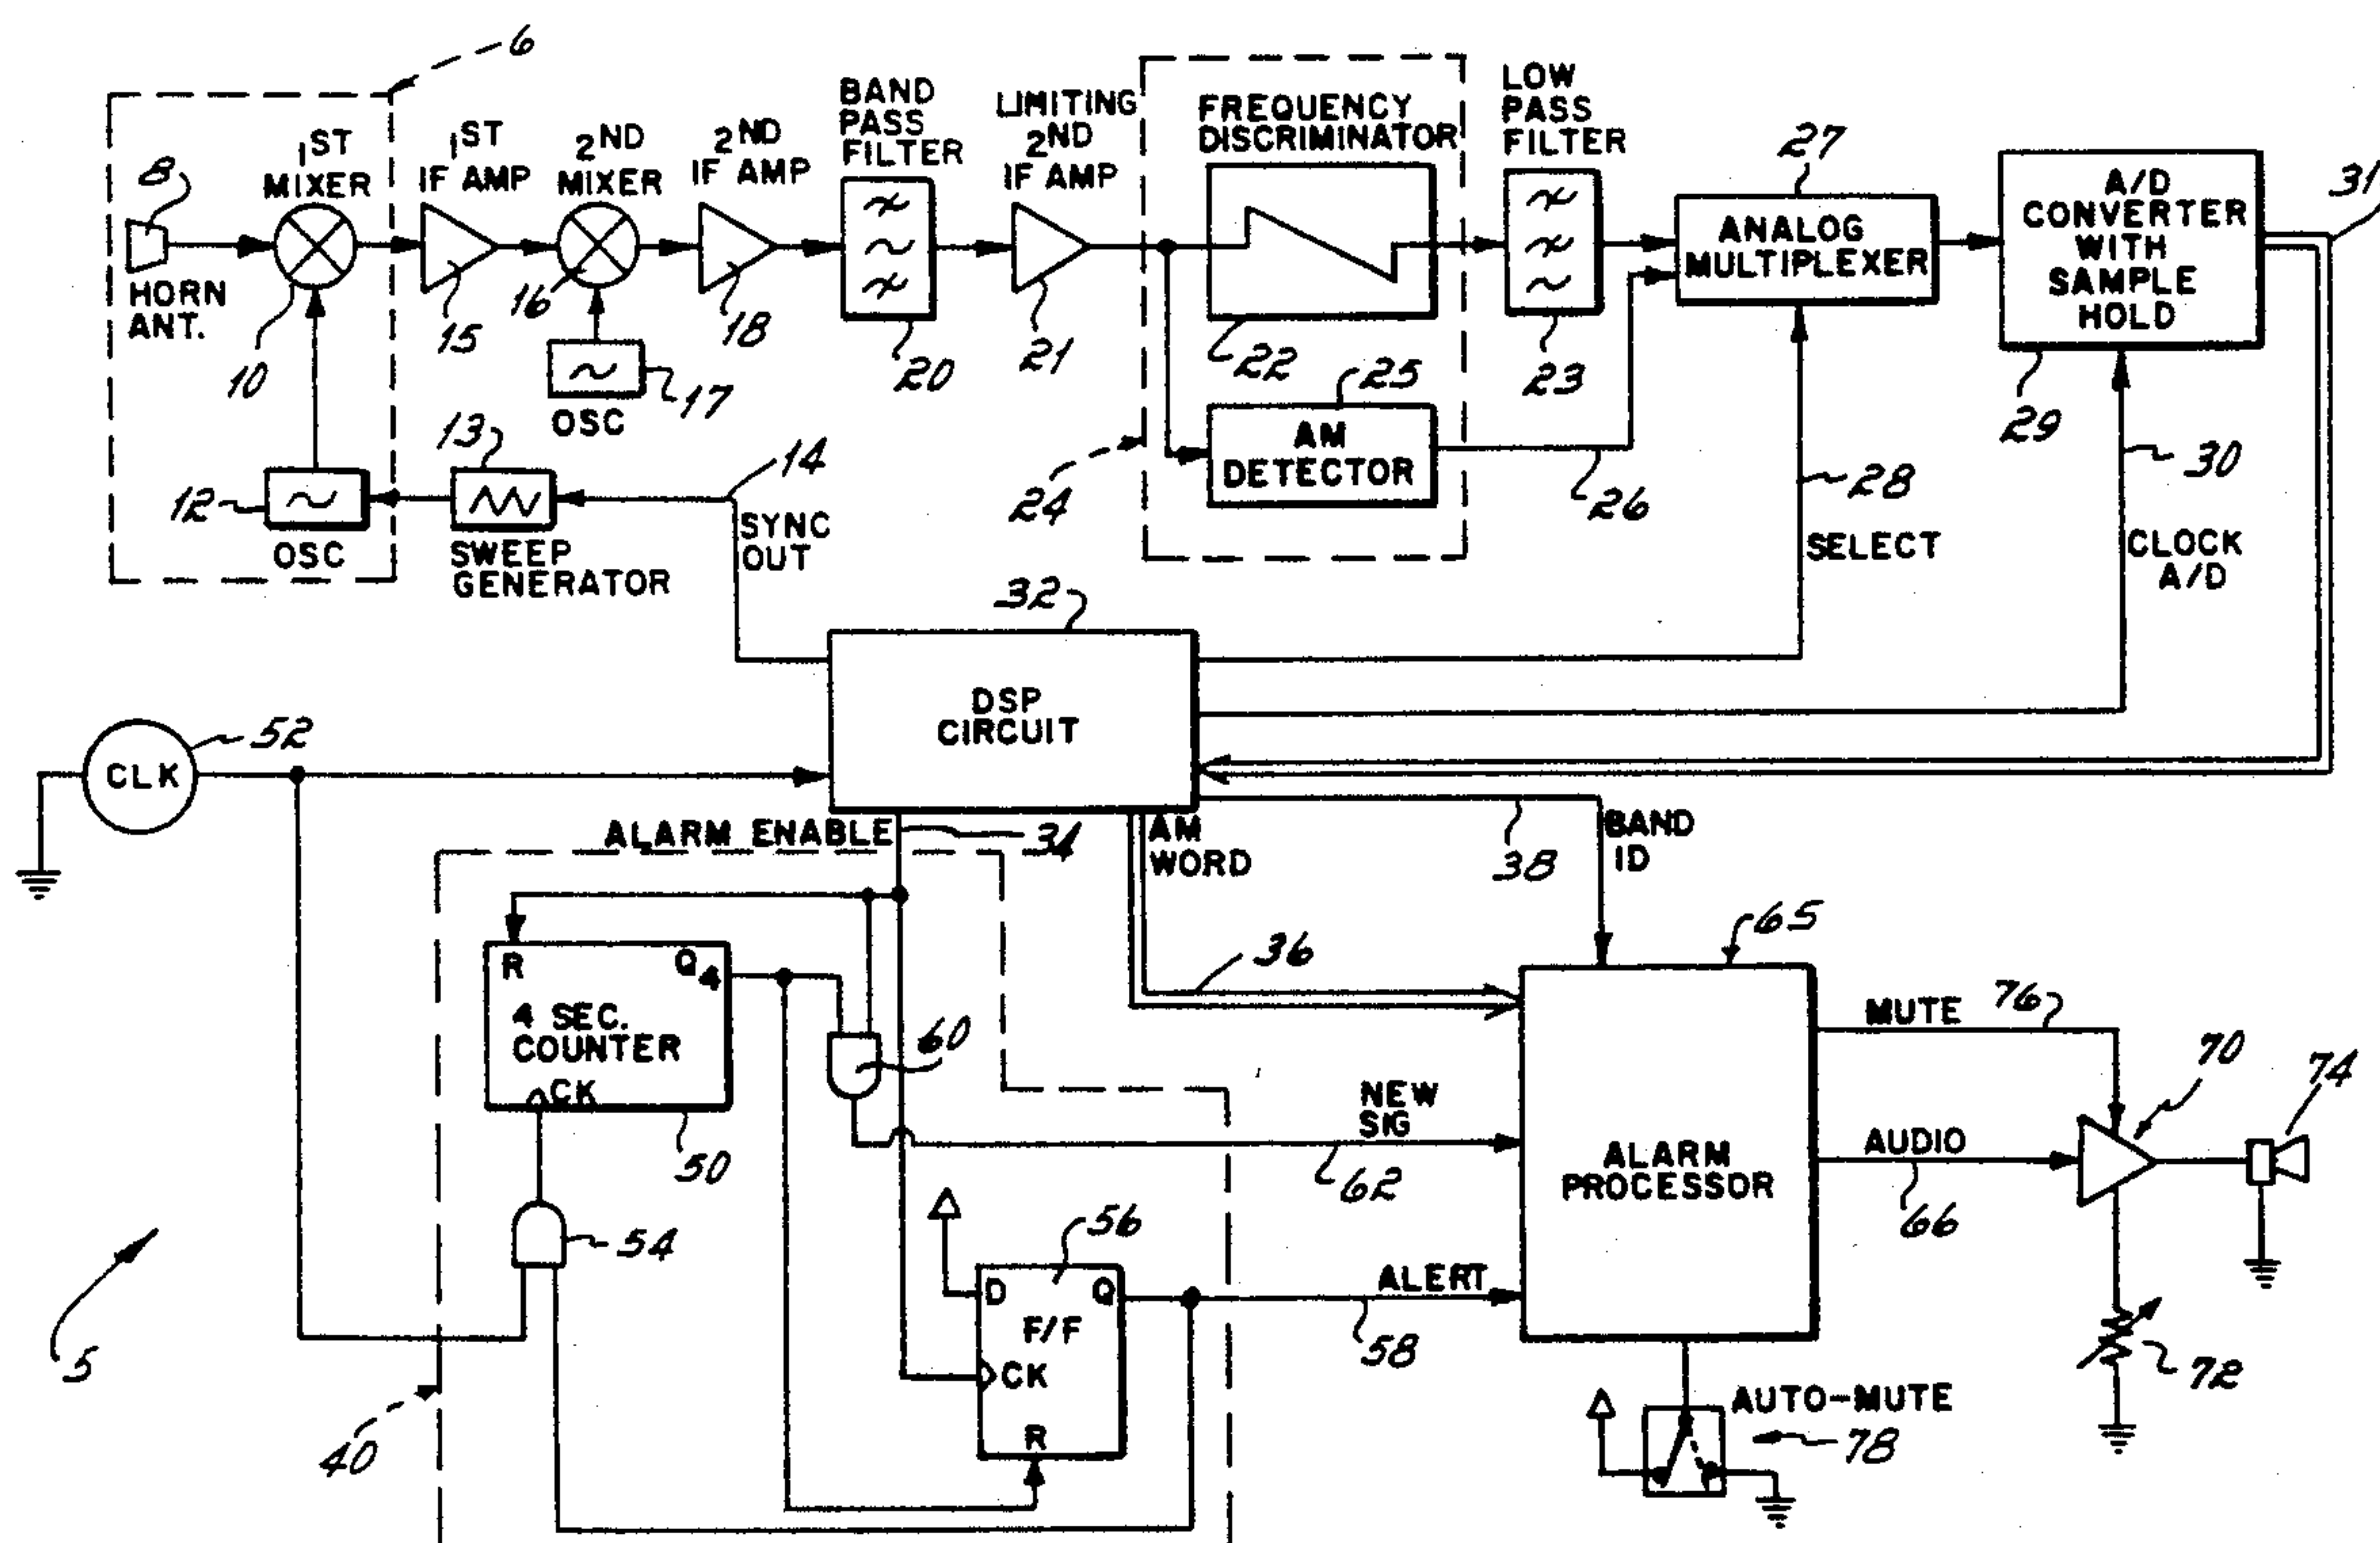 6
8
HORN
ANT.
1ST
MIXER
10
12
OSC
1ST
IF AMP
15
13
SWEEP
GENERATOR
14
SYNC
OUT
2ND
MIXER
16
OSC
17
2ND
IF AMP
18
BAND
PASS
FILTER
20
LIMITING
2ND
IF AMP
21
FREQUENCY
DISCRIMINATOR
22
24
25
AM
DETECTOR
26
LOW
PASS
FILTER
23
27
ANALOG
MULTIPLEXER
28
SELECT
A/D
CONVERTER
WITH
SAMPLE
HOLD
29
30
CLOCK
A/D
31
32
DSP
CIRCUIT
CLK
52
ALARM ENABLE
34
AM
WORD
36
38
BAND
ID
R
Q4
4 SEC.
COUNTER
CK
50
54
60
NEW
SIG
62
56
D
Q
F/F
CK
R
ALERT
58
40
5
65
ALARM
PROCESSOR
MUTE
76
AUDIO
66
70
74
72
AUTO-MUTE
78